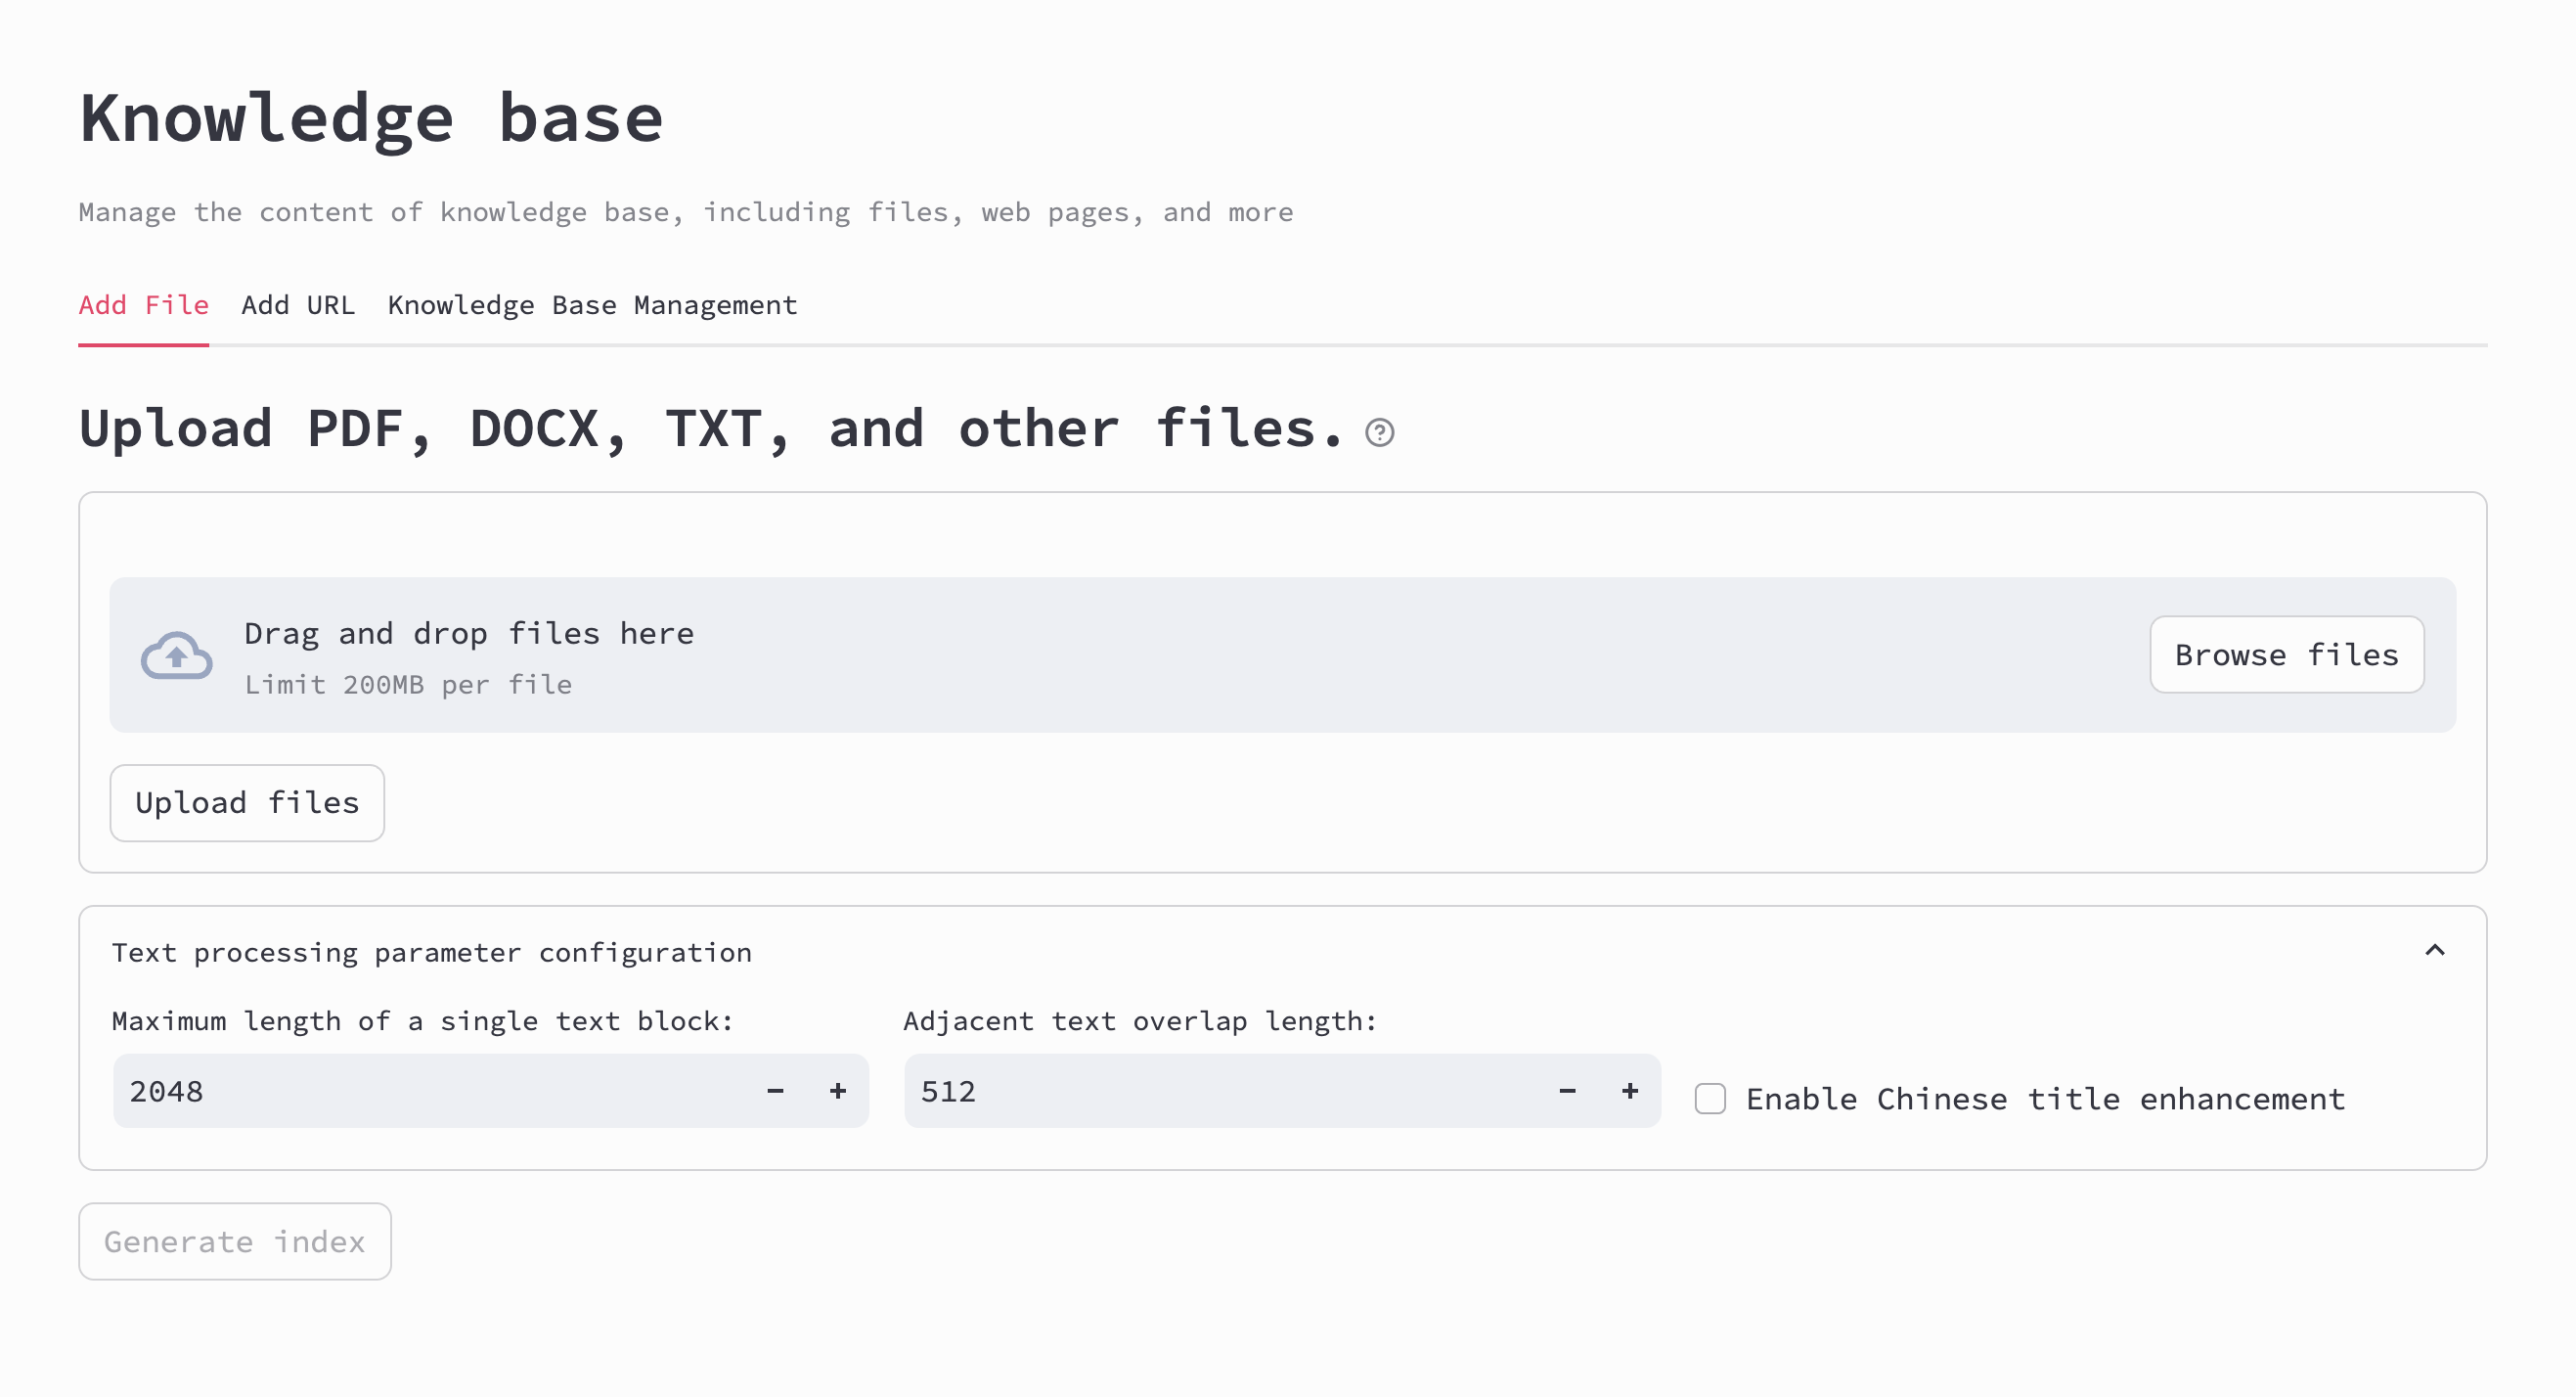 Knowledge base
Manage the content of knowledge base, including files, web pages, and more
Add File Add URL Knowledge Base Management
Upload PDF, DOCX, TXT, and other files.
Drag and drop files here
Limit 200MB per file
Browse files
Upload files
Text processing parameter configuration
Maximum length of a single text block: Adjacent text overlap length:
2048 − + 512 − + Enable Chinese title enhancement
Generate index